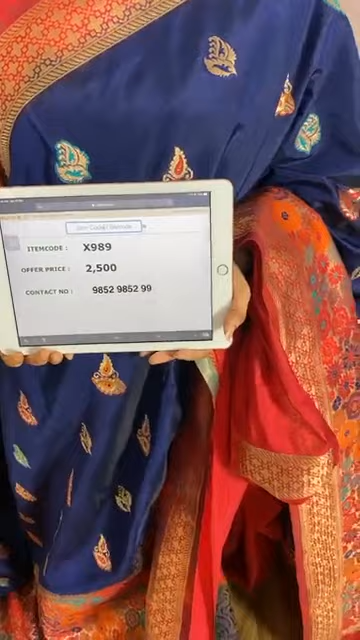 ITEMCODE : X989
OFFER PRICE : 2,500
CONTACT NO : 9852 9852 99